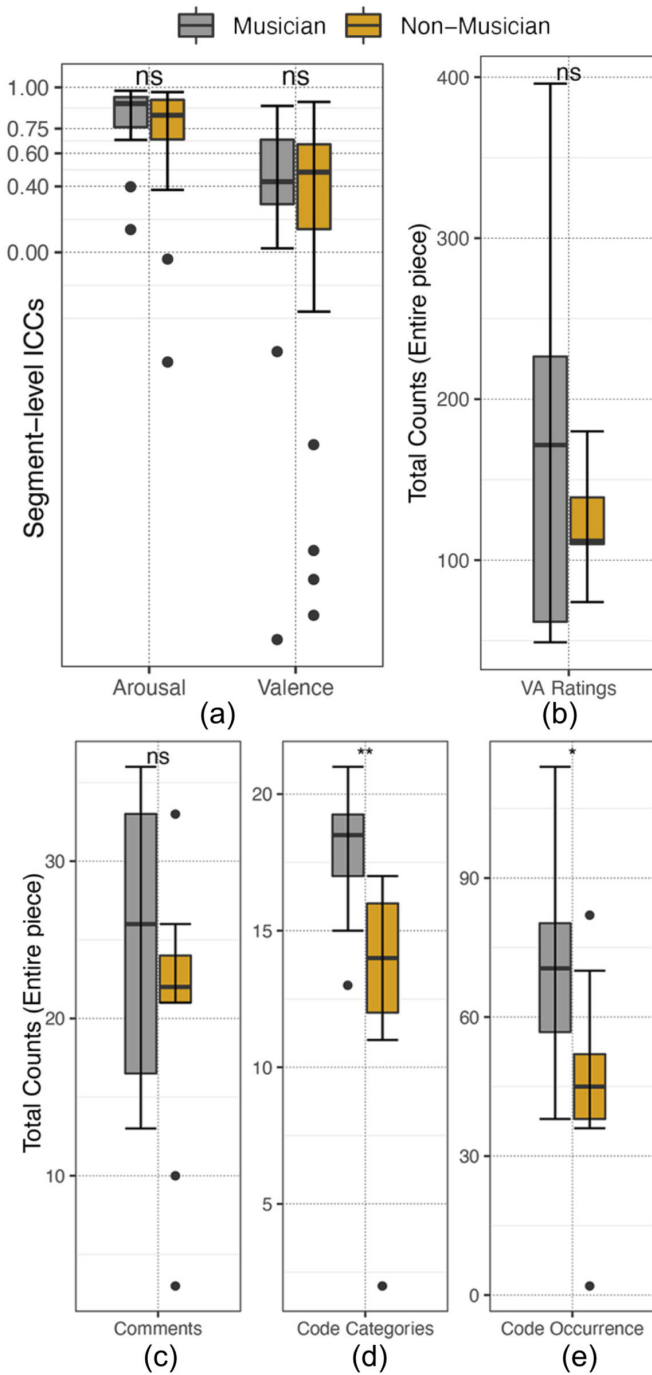 Musician Non-Musician
ns ns
1.00
0.75
0.60
0.40
0.00
Segment-level ICCs
Arousal Valence
(a)
ns
400
300
200
100
Total Counts (Entire piece)
VA Ratings
(b)
ns
30
20
10
Total Counts (Entire piece)
Comments
(c)
**
20
15
10
5
Code Categories
(d)
*
90
60
30
0
Code Occurrence
(e)